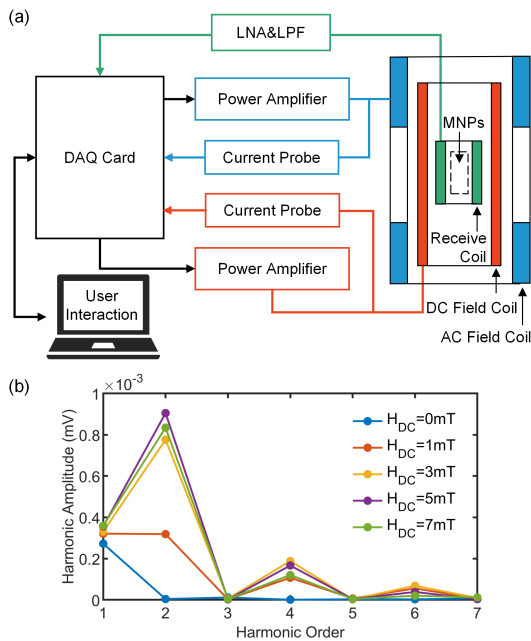 (a)
LNA&LPF
DAQ Card
Power Amplifier
Current Probe
Current Probe
Power Amplifier
User
Interaction
MNPs
Receive
Coil
DC Field Coil
AC Field Coil
(b)
×10⁻³
Harmonic Amplitude (mV)
1
0.8
0.6
0.4
0.2
0
H_DC=0mT
H_DC=1mT
H_DC=3mT
H_DC=5mT
H_DC=7mT
1 2 3 4 5 6 7
Harmonic Order